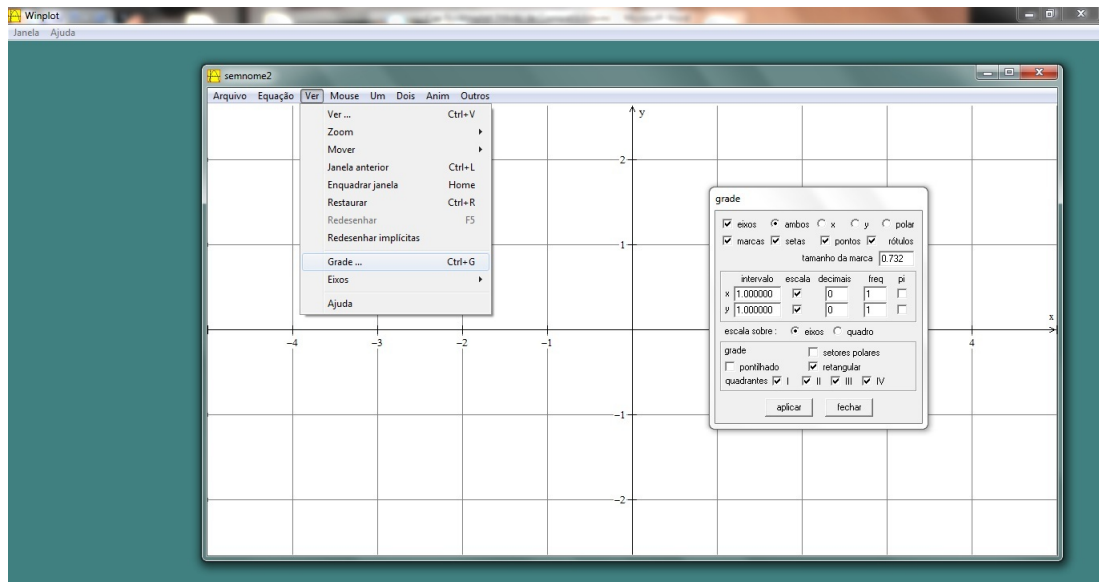 Winplot
Janela Ajuda
semnome2
Arquivo Equação Ver Mouse Um Dois Anim Outros
Ver ... Ctrl+V
Zoom
Mover
Janela anterior Ctrl+L
Enquadrar janela Home
Restaurar Ctrl+R
Redesenhar F5
Redesenhar implícitas
Grade ... Ctrl+G
Eixos
Ajuda
y
2
1
x
−4 −3 −2 −1 4
−1
−2
grade
eixos ambos x y polar
marcas setas pontos rótulos
tamanho da marca 0.732
intervalo escala decimais freq pi
x 1.000000 0 1
y 1.000000 0 1
escala sobre : eixos quadro
grade setores polares
pontilhado retangular
quadrantes I II III IV
aplicar fechar